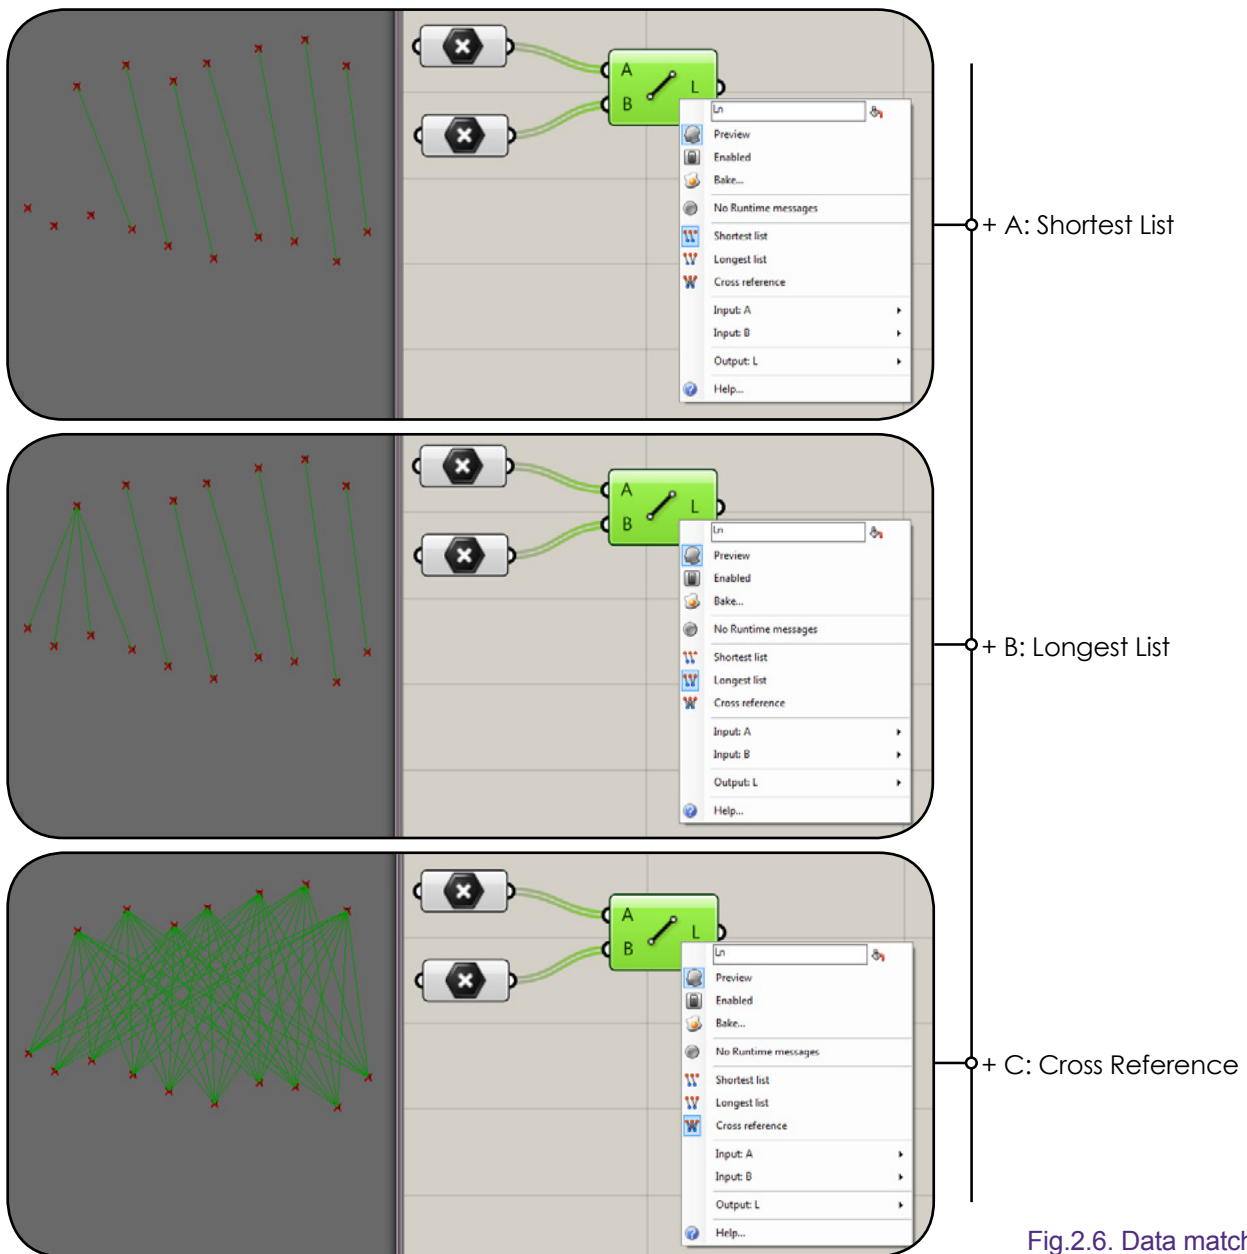 A
B
L
Ln
Preview
Enabled
Bake...
No Runtime messages
Shortest list
Longest list
Cross reference
Input: A
Input: B
Output: L
Help...
+ A: Shortest List
A
B
L
Ln
Preview
Enabled
Bake...
No Runtime messages
Shortest list
Longest list
Cross reference
Input: A
Input: B
Output: L
Help...
+ B: Longest List
A
B
L
Ln
Preview
Enabled
Bake...
No Runtime messages
Shortest list
Longest list
Cross reference
Input: A
Input: B
Output: L
Help...
+ C: Cross Reference
Fig.2.6. Data match